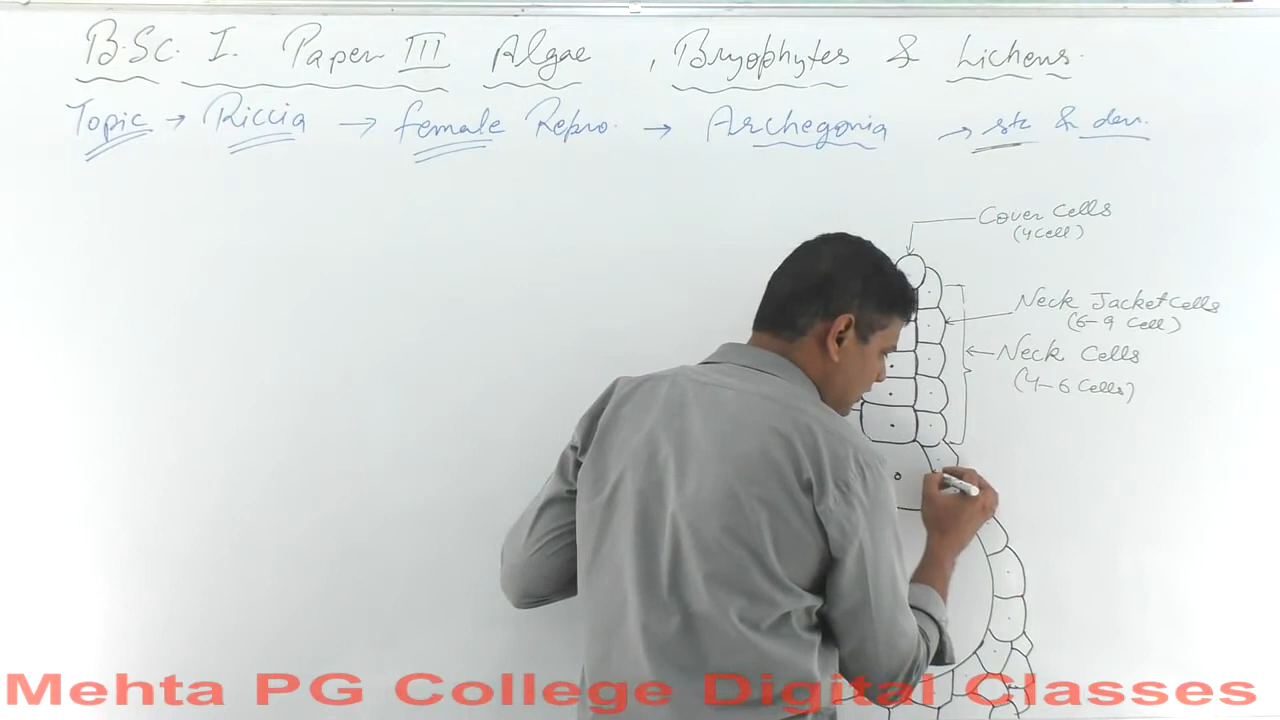 B.Sc. I. Paper III Algae, Bryophytes & Lichens.
Topic → Riccia → female Repro. → Archegonia → str & dev.
Cover Cells
(4 Cell)
Neck Jacket Cells
(6-9 Cell)
Neck Cells
(4-6 Cells)
Mehta PG College Digital Classes